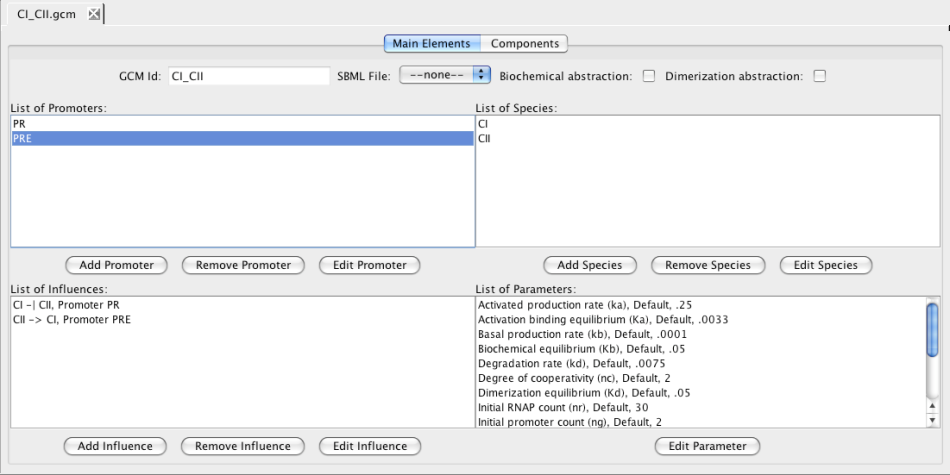 CI_CII.gcm
Main Elements Components
GCM Id: CI_CII SBML File: --none-- Biochemical abstraction: Dimerization abstraction:
List of Promoters:
PR
PRE
Add Promoter Remove Promoter Edit Promoter
List of Species:
CI
CII
Add Species Remove Species Edit Species
List of Influences:
CI -| CII, Promoter PR
CII -> CI, Promoter PRE
Add Influence Remove Influence Edit Influence
List of Parameters:
Activated production rate (ka), Default, .25
Activation binding equilibrium (Ka), Default, .0033
Basal production rate (kb), Default, .0001
Biochemical equilibrium (Kb), Default, .05
Degradation rate (kd), Default, .0075
Degree of cooperativity (nc), Default, 2
Dimerization equilibrium (Kd), Default, .05
Initial RNAP count (nr), Default, 30
Initial promoter count (ng), Default, 2
Edit Parameter